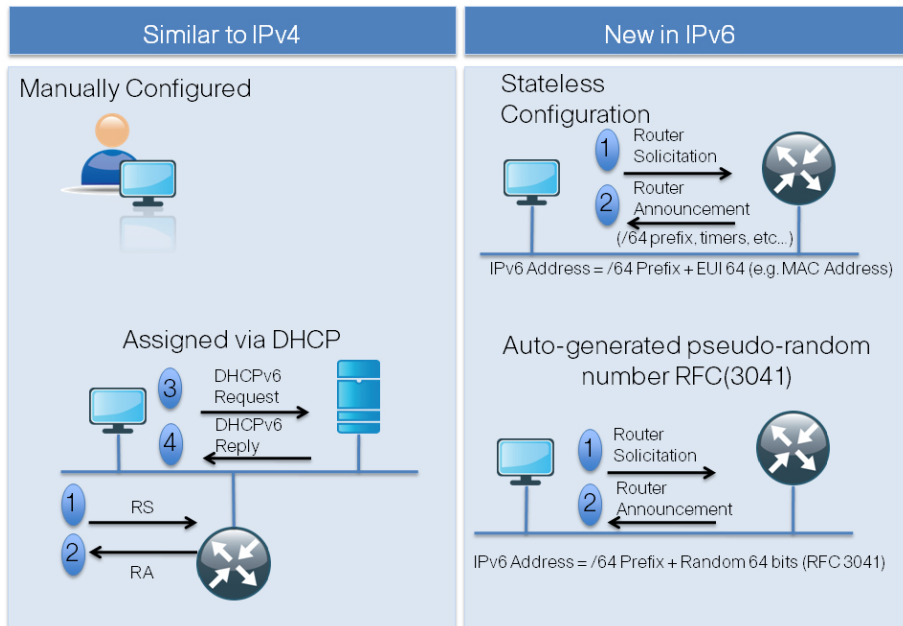 Similar to IPv4
Manually Configured
Assigned via DHCP
3
DHCPv6
Request
4
DHCPv6
Reply
1
RS
2
RA
New in IPv6
Stateless
Configuration
1
Router
Solicitation
2
Router
Announcement
(/64 prefix, timers, etc...)
IPv6 Address = /64 Prefix + EUI 64 (e.g. MAC Address)
Auto-generated pseudo-random
number RFC(3041)
1
Router
Solicitation
2
Router
Announcement
IPv6 Address = /64 Prefix + Random 64 bits (RFC 3041)